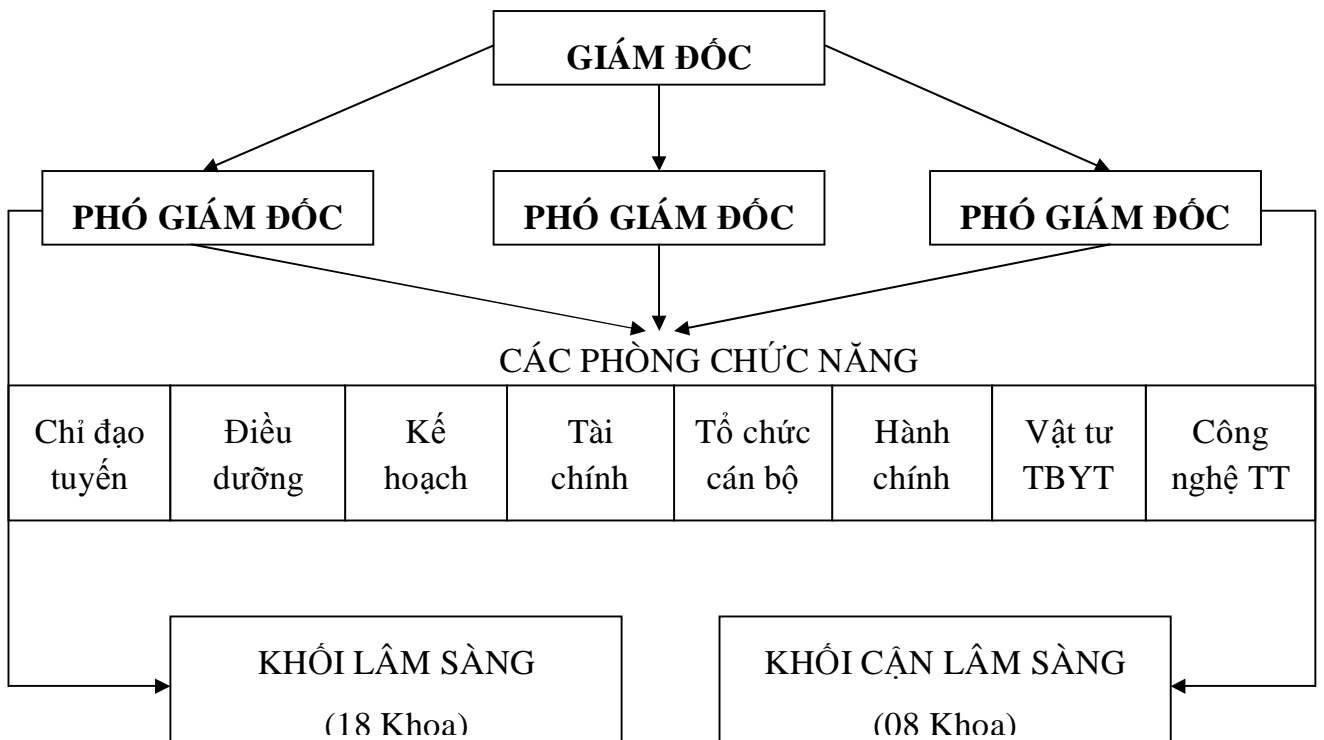 GIÁM ĐỐC
PHÓ GIÁM ĐỐC
PHÓ GIÁM ĐỐC
PHÓ GIÁM ĐỐC
CÁC PHÒNG CHỨC NĂNG
Chỉ đạo
tuyến
Điều
dưỡng
Kế
hoạch
Tài
chính
Tổ chức
cán bộ
Hành
chính
Vật tư
TBYT
Công
nghệ TT
KHỐI LÂM SÀNG
(18 Khoa)
KHỐI CẬN LÂM SÀNG
(08 Khoa)